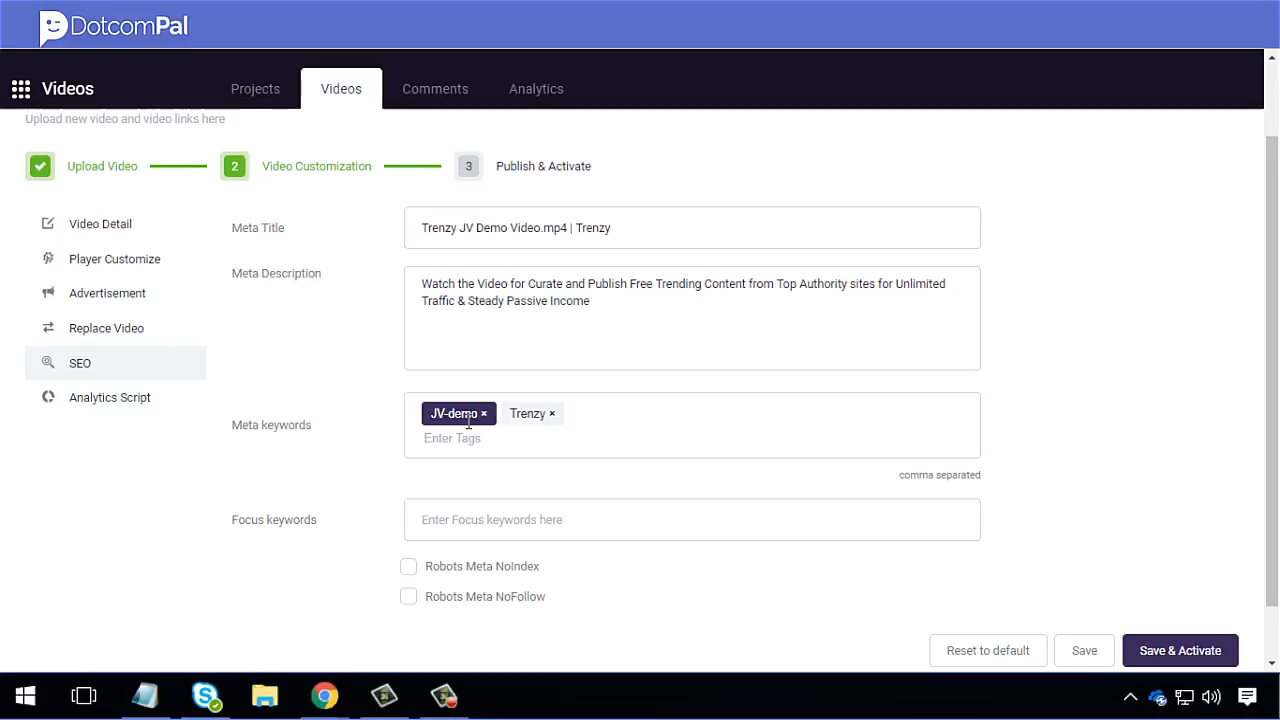 DotcomPal
Videos
Projects
Videos
Comments
Analytics
Upload new video and video links here
Upload Video
2
Video Customization
3
Publish & Activate
Video Detail
Player Customize
Advertisement
Replace Video
SEO
Analytics Script
Meta Title
Trenzy JV Demo Video.mp4 | Trenzy
Meta Description
Watch the Video for Curate and Publish Free Trending Content from Top Authority sites for Unlimited
Traffic & Steady Passive Income
Meta keywords
JV-demo ×
Trenzy ×
Enter Tags
comma separated
Focus keywords
Enter Focus keywords here
Robots Meta NoIndex
Robots Meta NoFollow
Reset to default
Save
Save & Activate